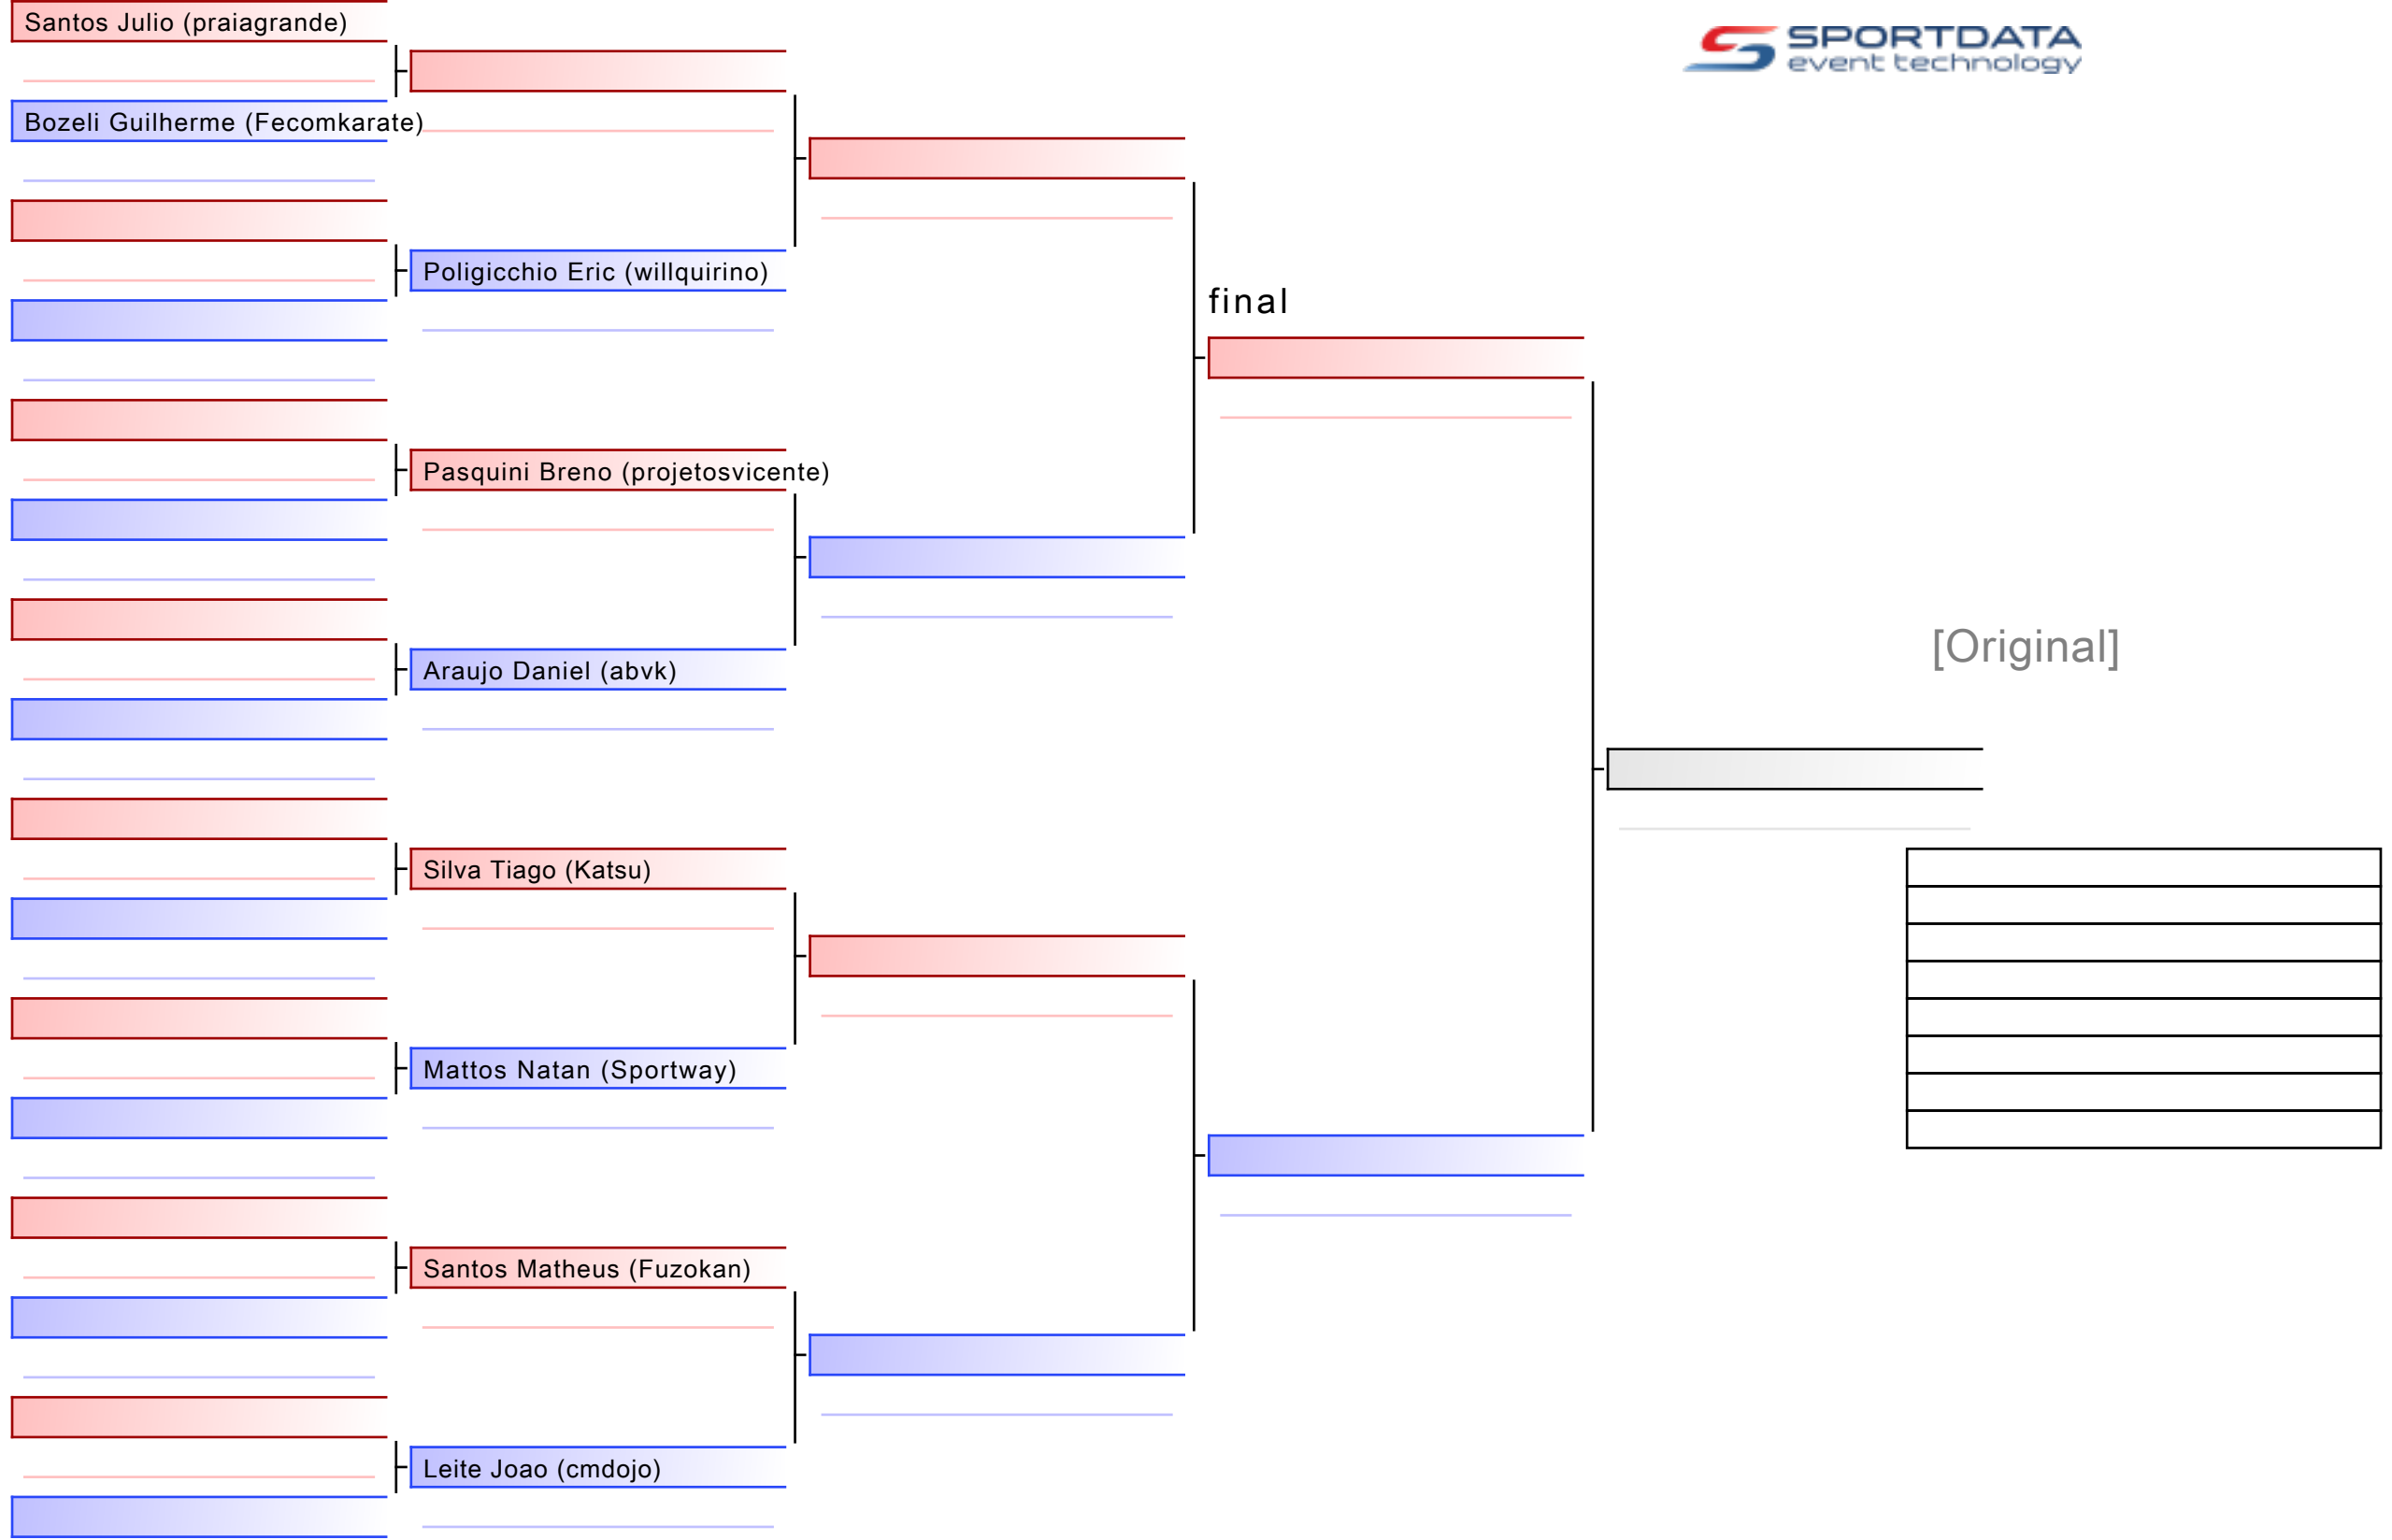 Santos Julio (praiagrande)
SPORTDATA
event technology
Bozeli Guilherme (Fecomkarate)
Poligicchio Eric (willquirino)
final
Pasquini Breno (projetosvicente)
[Original]
Araujo Daniel (abvk)
Silva Tiago (Katsu)
Mattos Natan (Sportway)
Santos Matheus (Fuzokan)
Leite Joao (cmdojo)